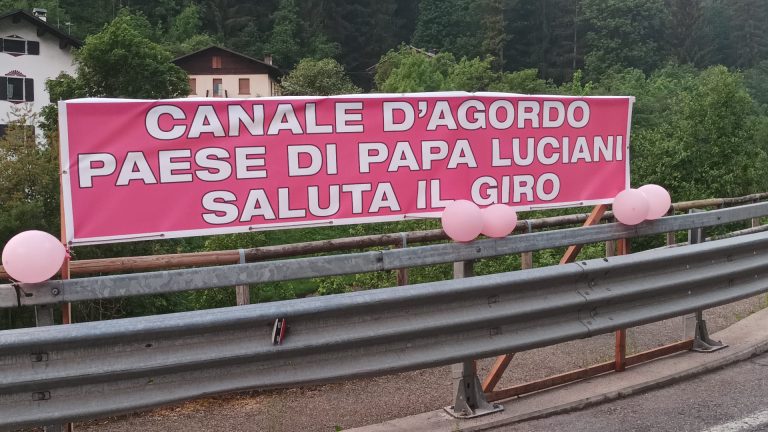 CANALE D'AGORDO
PAESE DI PAPA LUCIANI
SALUTA IL GIRO